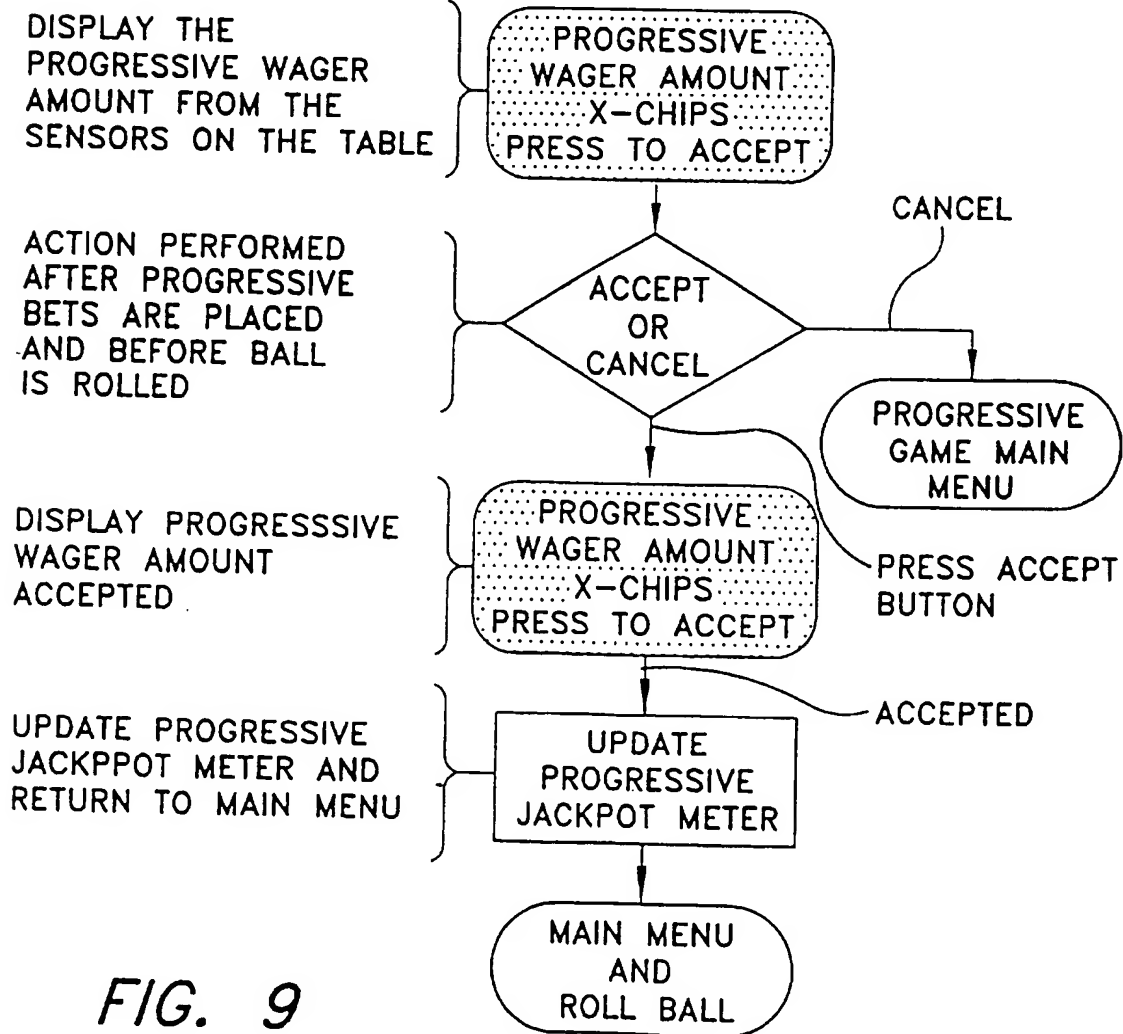 DISPLAY THE
PROGRESSIVE WAGER
AMOUNT FROM THE
SENSORS ON THE TABLE
PROGRESSIVE
WAGER AMOUNT
X-CHIPS
PRESS TO ACCEPT
CANCEL
ACTION PERFORMED
AFTER PROGRESSIVE
BETS ARE PLACED
AND BEFORE BALL
IS ROLLED
ACCEPT
OR
CANCEL
PROGRESSIVE
GAME MAIN
MENU
DISPLAY PROGRESSSIVE
WAGER AMOUNT
ACCEPTED
PROGRESSIVE
WAGER AMOUNT
X-CHIPS
PRESS TO ACCEPT
PRESS ACCEPT
BUTTON
ACCEPTED
UPDATE PROGRESSIVE
JACKPPOT METER AND
RETURN TO MAIN MENU
UPDATE
PROGRESSIVE
JACKPOT METER
MAIN MENU
AND
ROLL BALL
FIG. 9